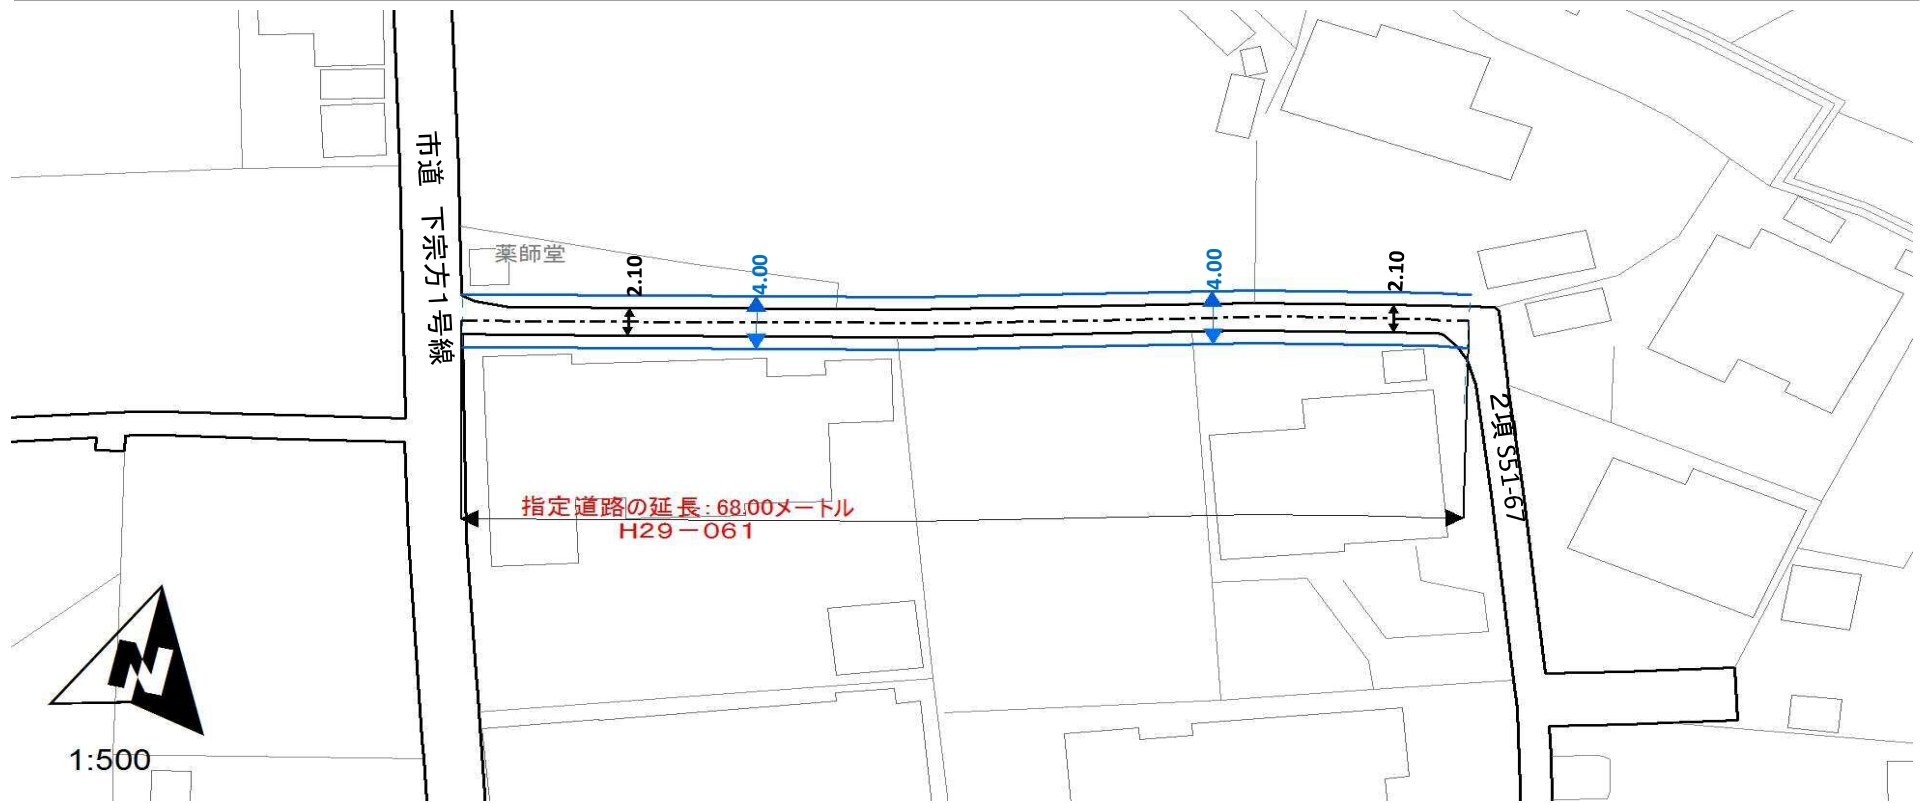 市道 下宗方1号線
薬師堂
2.10
4.00
4.00
2.10
2項 S51-67
指定道路の延長:68.00メートル
H29-061
N
1:500